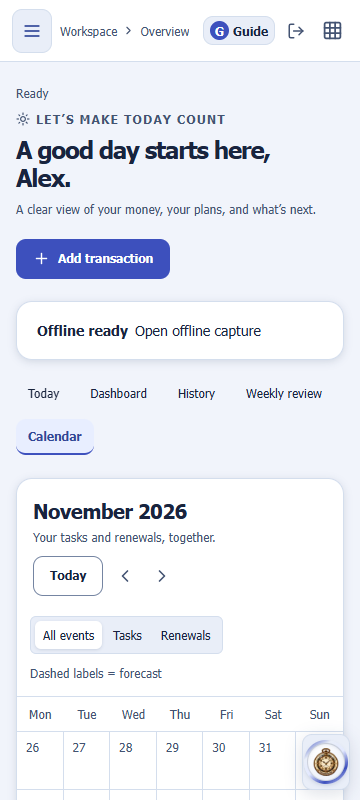 Workspace > Overview G Guide
Ready
LET'S MAKE TODAY COUNT
A good day starts here,
Alex.
A clear view of your money, your plans, and what's next.
+ Add transaction
Offline ready Open offline capture
Today Dashboard History Weekly review
Calendar
November 2026
Your tasks and renewals, together.
Today < >
All events Tasks Renewals
Dashed labels = forecast
Mon Tue Wed Thu Fri Sat Sun
26 27 28 29 30 31